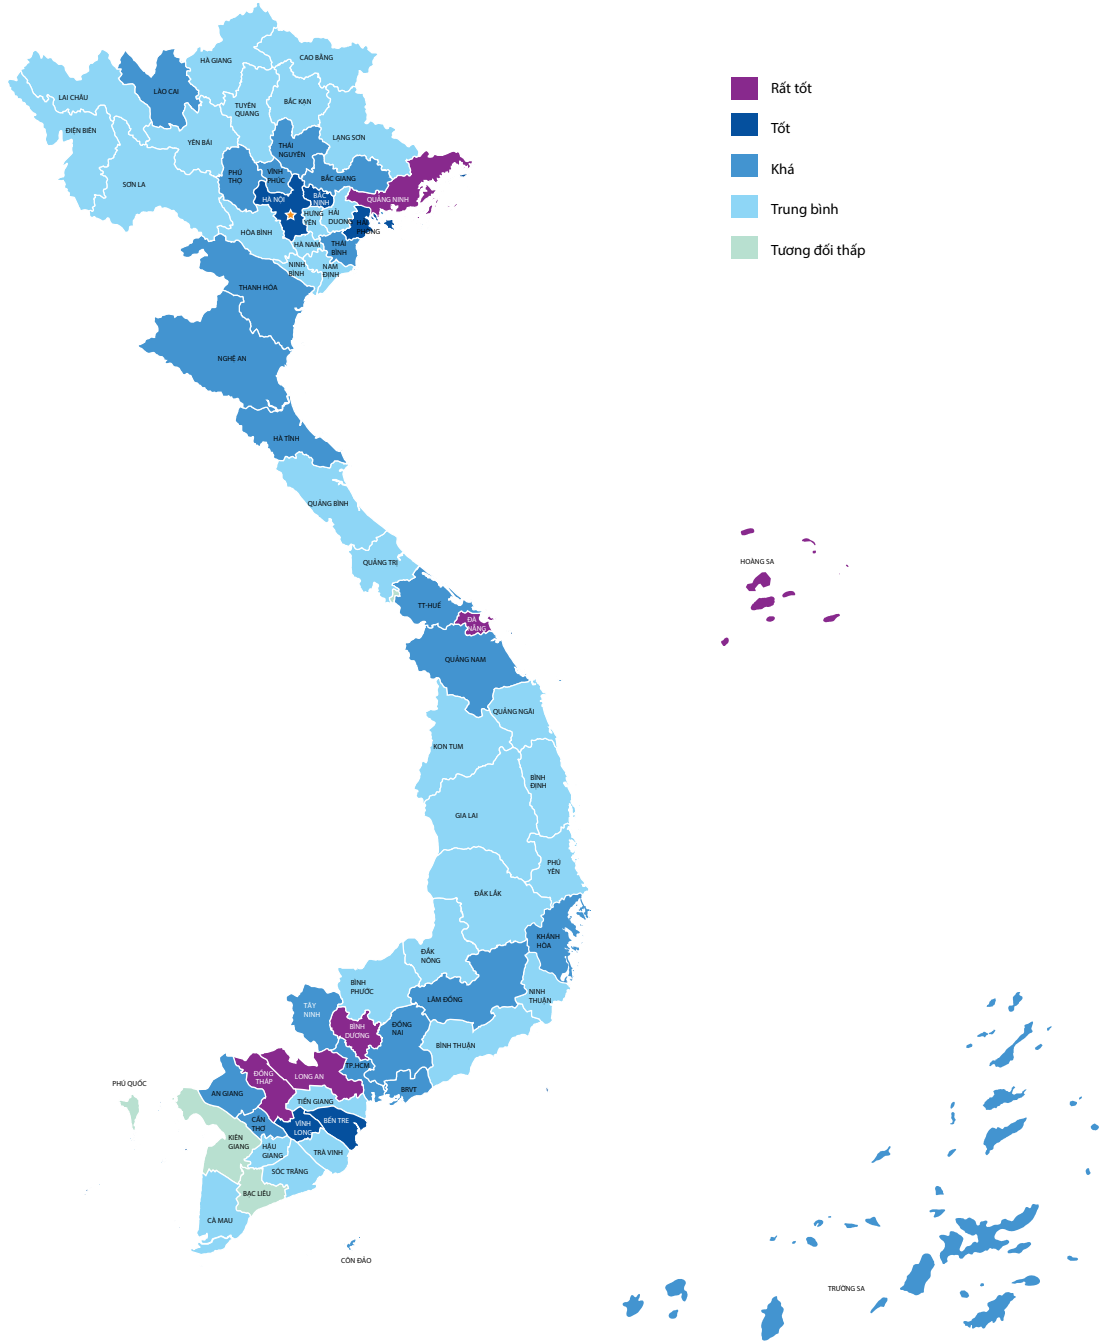 HÀ GIANG
CAO BẰNG
LÀO CAI
LAI CHÂU
TUYÊN
QUANG
BẮC KẠN
ĐIỆN BIÊN
YÊN BÁI
LẠNG SƠN
THÁI
NGUYÊN
SƠN LA
PHÚ
THỌ
VĨNH
PHÚC
BẮC GIANG
HÀ NỘI
BẮC
NINH
QUẢNG NINH
HƯNG
YÊN
HẢI
DƯƠNG
HẢI
PHÒNG
HÒA BÌNH
HÀ NAM
THÁI
BÌNH
NINH
BÌNH
NAM
ĐỊNH
THANH HÓA
NGHỆ AN
HÀ TĨNH
QUẢNG BÌNH
QUẢNG TRỊ
TT-HUẾ
ĐÀ
NẴNG
QUẢNG NAM
QUẢNG NGÃI
KON TUM
BÌNH
ĐỊNH
GIA LAI
PHÚ
YÊN
ĐẮK LẮK
KHÁNH
HÒA
ĐẮK
NÔNG
BÌNH
PHƯỚC
LÂM ĐỒNG
NINH
THUẬN
TÂY
NINH
BÌNH
DƯƠNG
ĐỒNG
NAI
BÌNH THUẬN
TP.HCM
BRVT
ĐỒNG
THÁP
LONG AN
PHÚ QUỐC
AN GIANG
TIỀN GIANG
CẦN
THƠ
VĨNH
LONG
BẾN TRE
KIÊN
GIANG
HẬU
GIANG
TRÀ VINH
SÓC TRĂNG
BẠC LIÊU
CÀ MAU
CÔN ĐẢO
Rất tốt
Tốt
Khá
Trung bình
Tương đối thấp
HOÀNG SA
TRƯỜNG SA